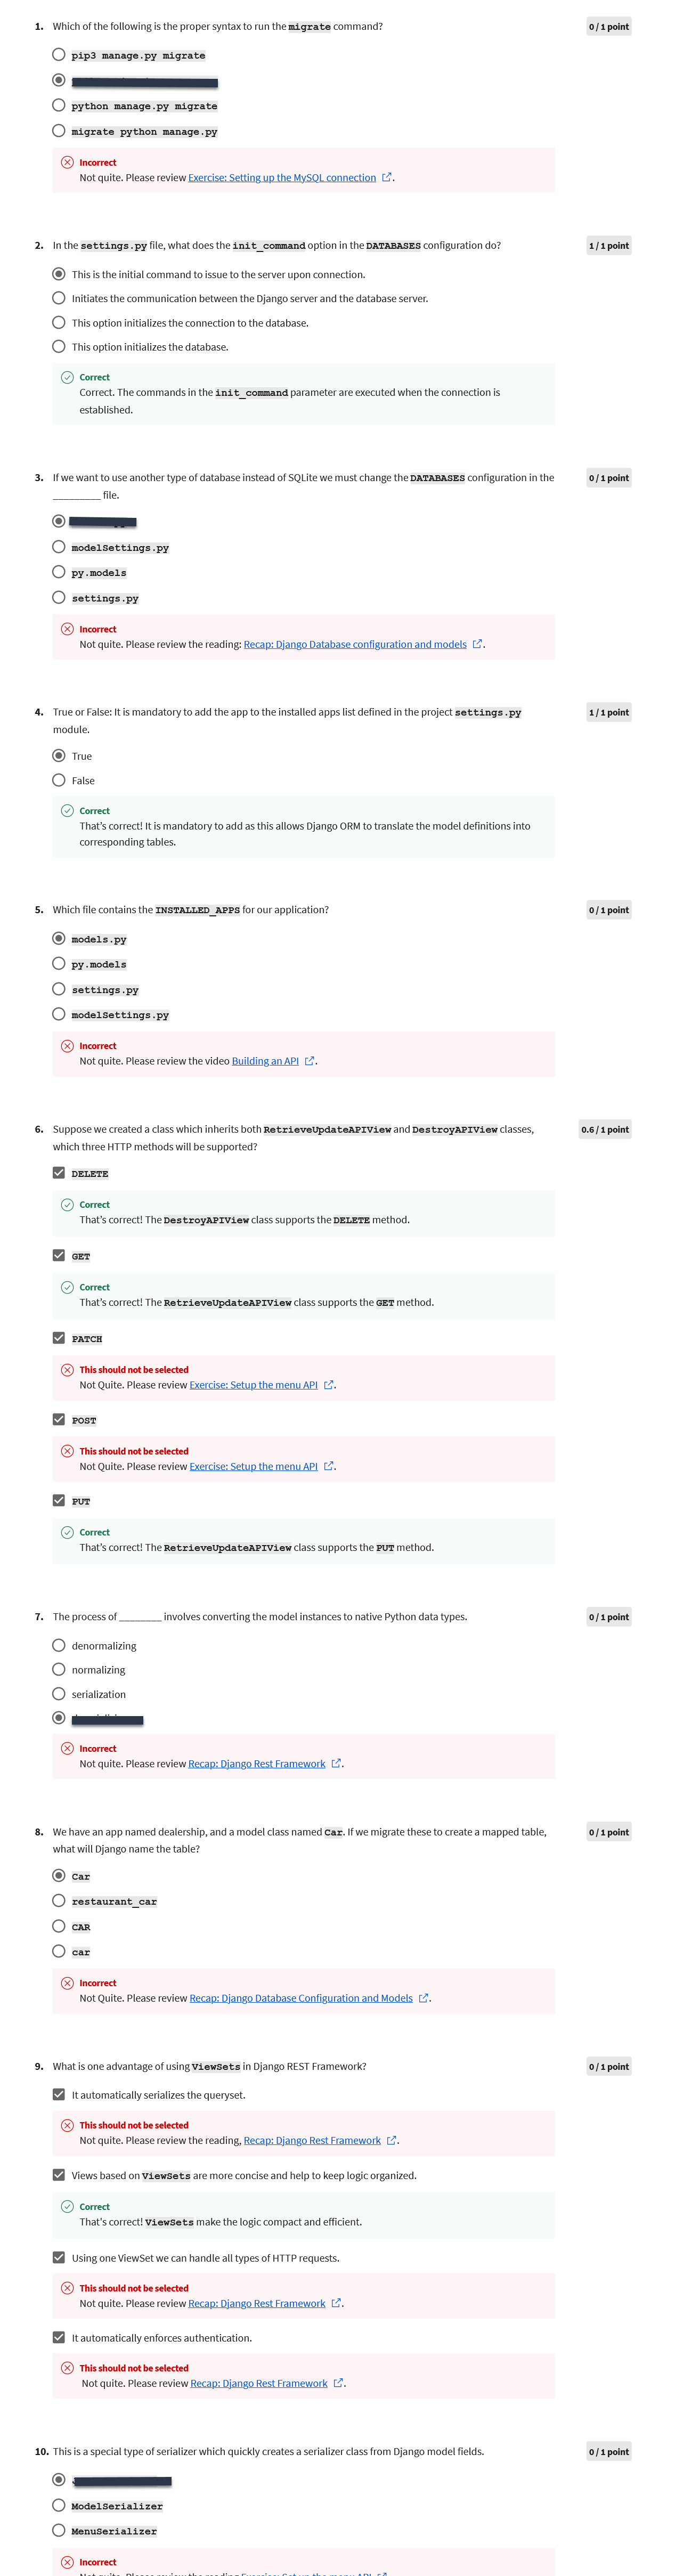 1. Which of the following is the proper syntax to run the migrate command?
0 / 1 point
pip3 manage.py migrate
python manage.py migrate
migrate python manage.py
Incorrect
Not quite. Please review Exercise: Setting up the MySQL connection .
2. In the settings.py file, what does the init_command option in the DATABASES configuration do?
1 / 1 point
This is the initial command to issue to the server upon connection.
Initiates the communication between the Django server and the database server.
This option initializes the connection to the database.
This option initializes the database.
Correct
Correct. The commands in the init_command parameter are executed when the connection is
established.
3. If we want to use another type of database instead of SQLite we must change the DATABASES configuration in the
0 / 1 point
_________ file.
modelSettings.py
py.models
settings.py
Incorrect
Not quite. Please review the reading: Recap: Django Database configuration and models .
4. True or False: It is mandatory to add the app to the installed apps list defined in the project settings.py
1 / 1 point
module.
True
False
Correct
That's correct! It is mandatory to add as this allows Django ORM to translate the model definitions into
corresponding tables.
5. Which file contains the INSTALLED_APPS for our application?
0 / 1 point
models.py
py.models
settings.py
modelSettings.py
Incorrect
Not quite. Please review the video Building an API .
6. Suppose we created a class which inherits both RetrieveUpdateAPIView and DestroyAPIView classes,
0.6 / 1 point
which three HTTP methods will be supported?
DELETE
Correct
That's correct! The DestroyAPIView class supports the DELETE method.
GET
Correct
That's correct! The RetrieveUpdateAPIView class supports the GET method.
PATCH
This should not be selected
Not Quite. Please review Exercise: Setup the menu API .
POST
This should not be selected
Not Quite. Please review Exercise: Setup the menu API .
PUT
Correct
That's correct! The RetrieveUpdateAPIView class supports the PUT method.
7. The process of ________ involves converting the model instances to native Python data types.
0 / 1 point
denormalizing
normalizing
serialization
Incorrect
Not quite. Please review Recap: Django Rest Framework .
8. We have an app named dealership, and a model class named Car. If we migrate these to create a mapped table,
0 / 1 point
what will Django name the table?
Car
restaurant_car
CAR
car
Incorrect
Not Quite. Please review Recap: Django Database Configuration and Models .
9. What is one advantage of using ViewSets in Django REST Framework?
0 / 1 point
It automatically serializes the queryset.
This should not be selected
Not quite. Please review the reading, Recap: Django Rest Framework .
Views based on ViewSets are more concise and help to keep logic organized.
Correct
That's correct! ViewSets make the logic compact and efficient.
Using one ViewSet we can handle all types of HTTP requests.
This should not be selected
Not quite. Please review Recap: Django Rest Framework .
It automatically enforces authentication.
This should not be selected
Not quite. Please review Recap: Django Rest Framework .
10. This is a special type of serializer which quickly creates a serializer class from Django model fields.
0 / 1 point
ModelSerializer
MenuSerializer
Incorrect
Not quite. Please review the reading Exercise: Set up the menu API